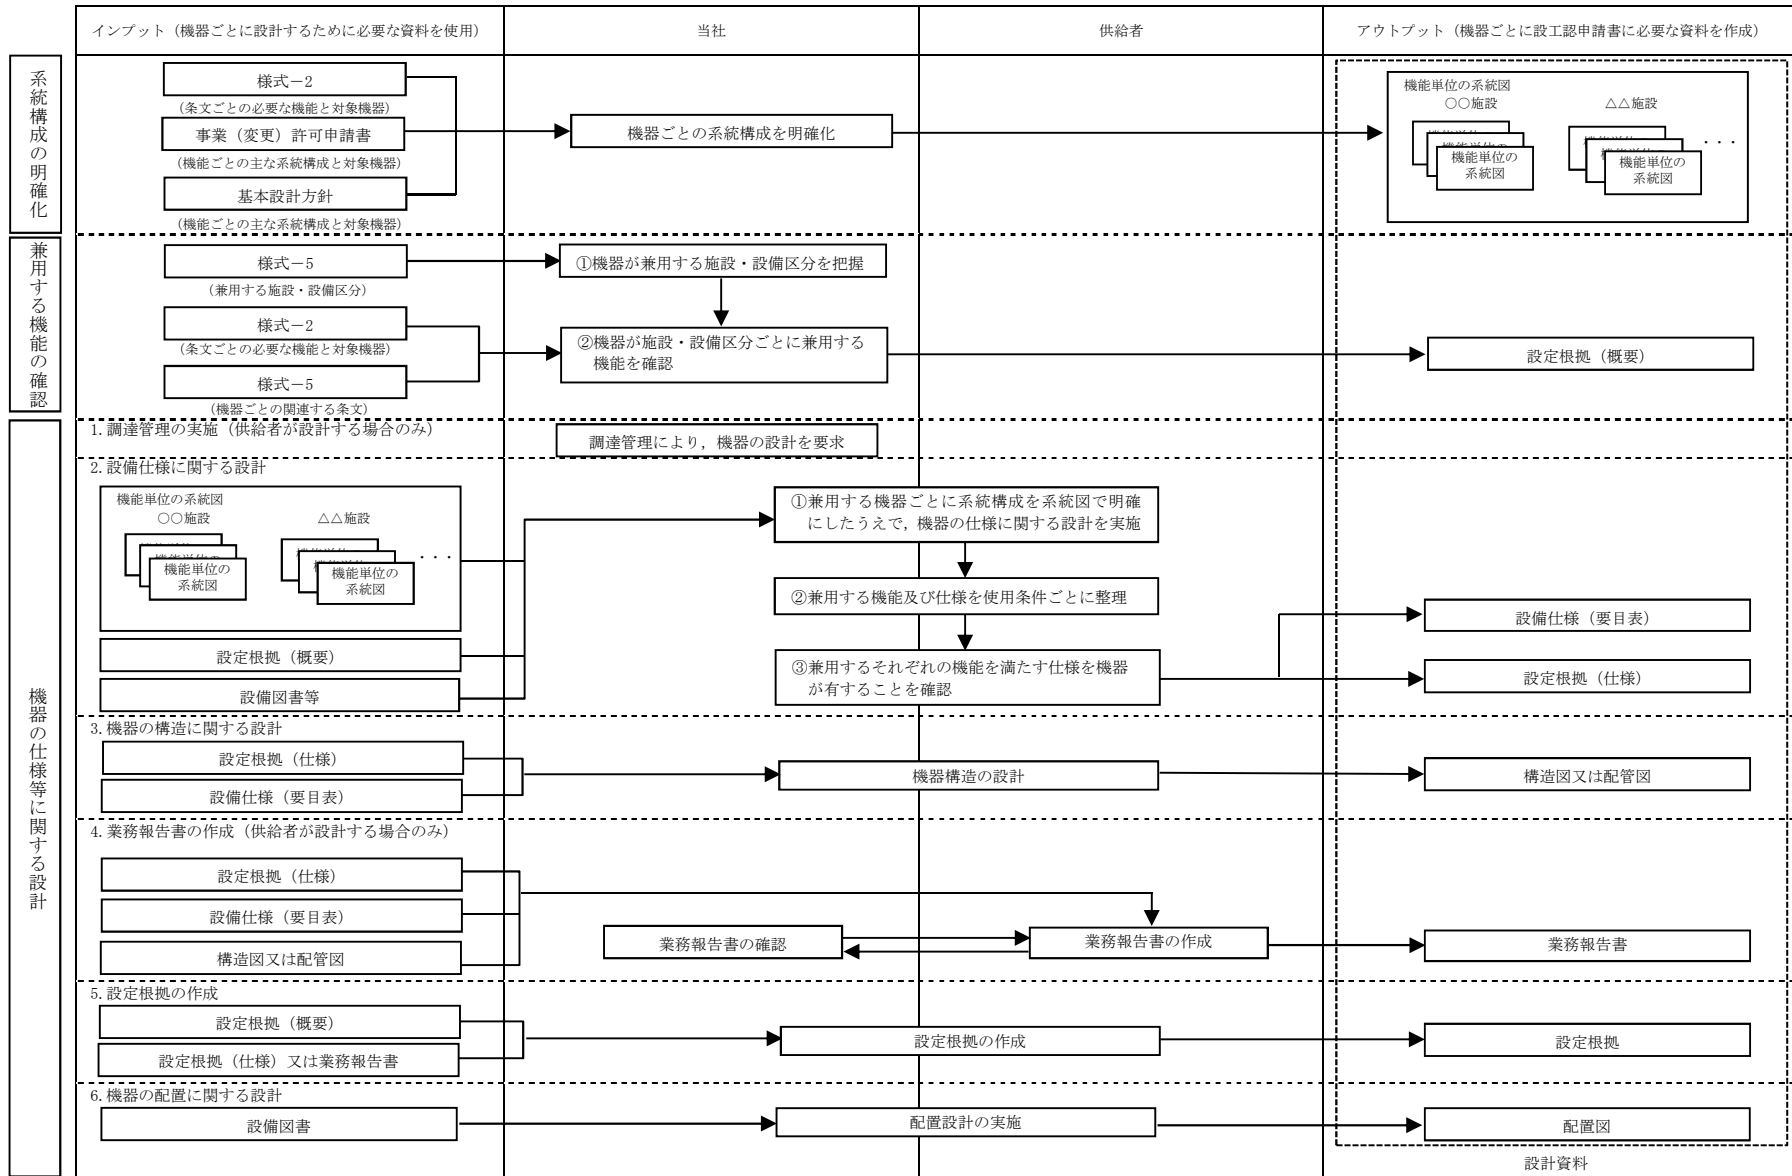 インプット（機器ごとに設計するために必要な資料を使用）
当社
供給者
アウトプット（機器ごとに設工認申請書に必要な資料を作成）
系統構成の明確化
様式－2
（条文ごとの必要な機能と対象機器）
事業（変更）許可申請書
（機能ごとの主な系統構成と対象機器）
基本設計方針
（機能ごとの主な系統構成と対象機器）
機器ごとの系統構成を明確化
機能単位の系統図
○○施設
△△施設
機能単位の
系統図
機能単位の
系統図
・・・
兼用する機能の確認
様式－5
（兼用する施設・設備区分）
様式－2
（条文ごとの必要な機能と対象機器）
様式－5
（機器ごとの関連する条文）
①機器が兼用する施設・設備区分を把握
②機器が施設・設備区分ごとに兼用する
機能を確認
設定根拠（概要）
機器の仕様等に関する設計
1.調達管理の実施（供給者が設計する場合のみ）
調達管理により，機器の設計を要求
2.設備仕様に関する設計
機能単位の系統図
○○施設
△△施設
機能単位の
系統図
機能単位の
系統図
・・・
設定根拠（概要）
設備図書等
①兼用する機器ごとに系統構成を系統図で明確
にしたうえで，機器の仕様に関する設計を実施
②兼用する機能及び仕様を使用条件ごとに整理
③兼用するそれぞれの機能を満たす仕様を機器
が有することを確認
設備仕様（要目表）
設定根拠（仕様）
3.機器の構造に関する設計
設定根拠（仕様）
設備仕様（要目表）
機器構造の設計
構造図又は配管図
4.業務報告書の作成（供給者が設計する場合のみ）
設定根拠（仕様）
設備仕様（要目表）
構造図又は配管図
業務報告書の確認
業務報告書の作成
業務報告書
5.設定根拠の作成
設定根拠（概要）
設定根拠（仕様）又は業務報告書
設定根拠の作成
設定根拠
6.機器の配置に関する設計
設備図書
配置設計の実施
配置図
設計資料